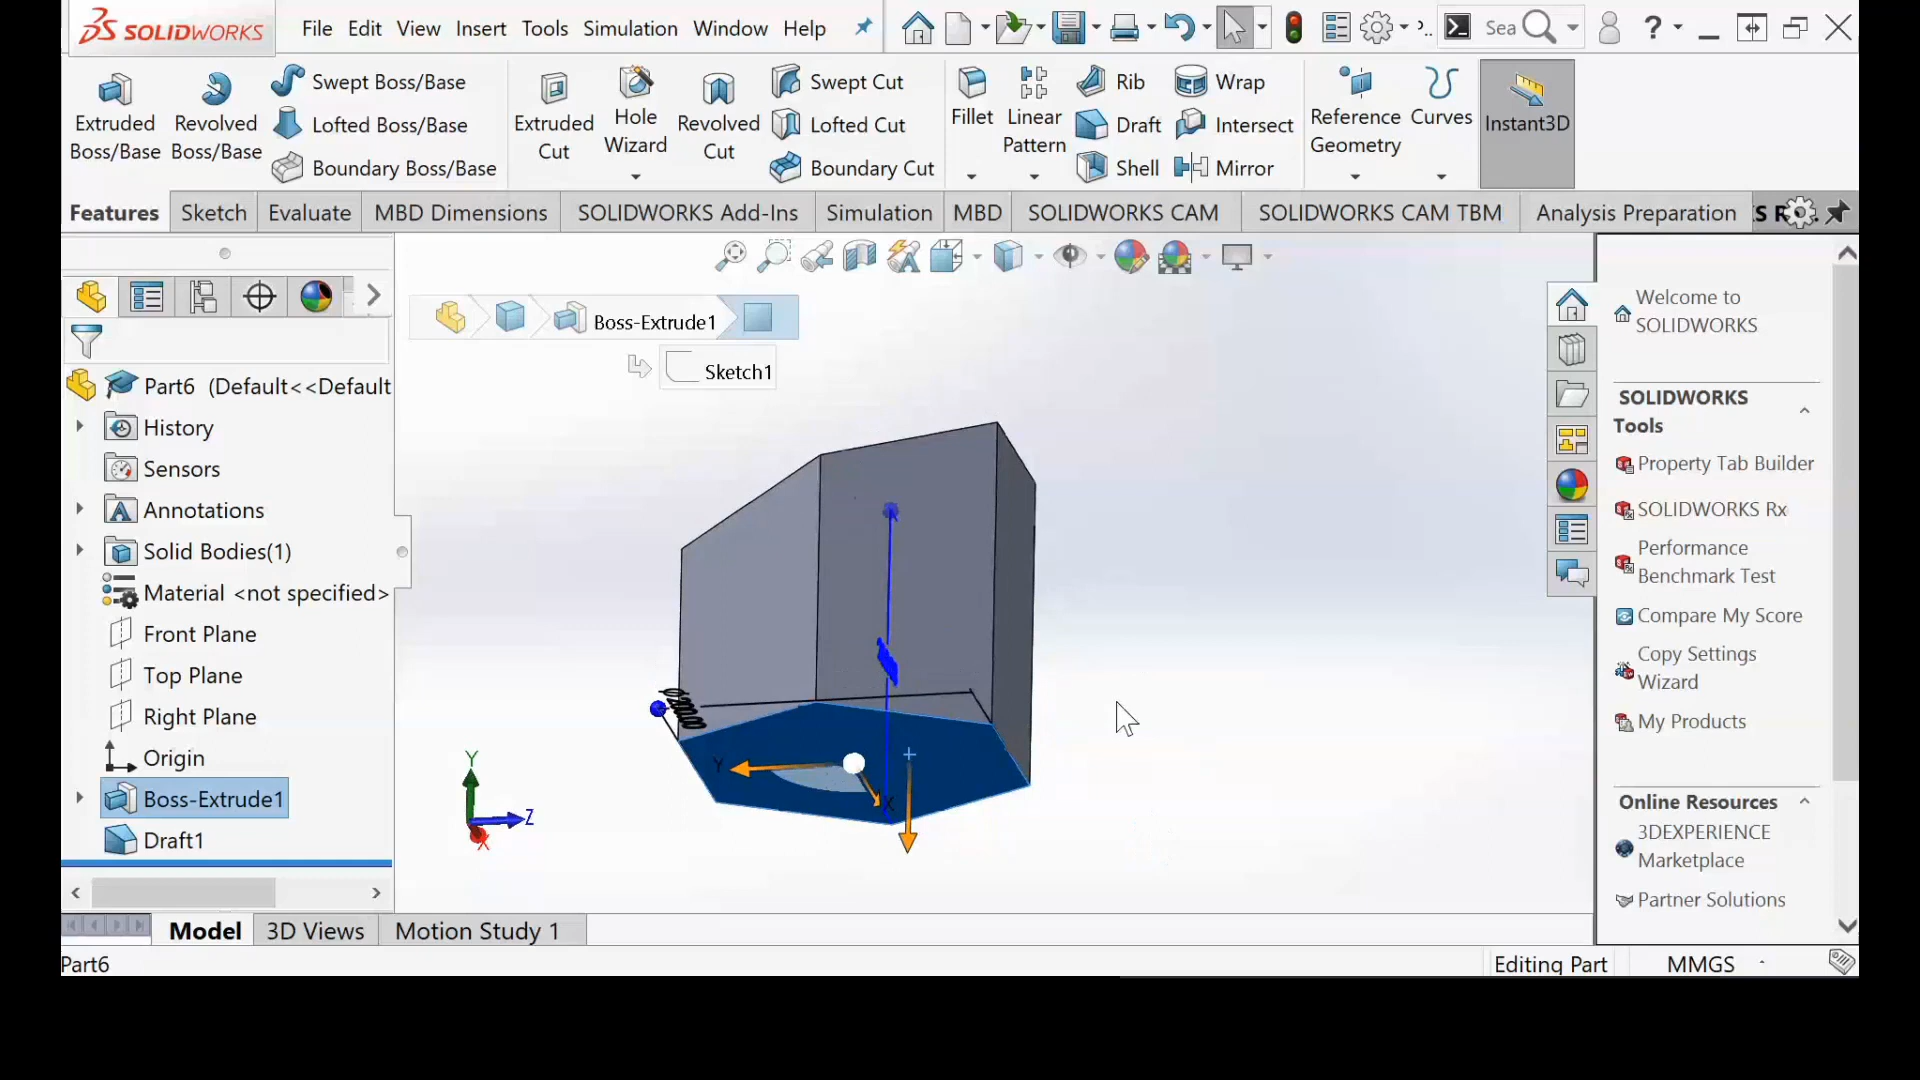 SOLIDWORKS
File Edit View Insert Tools Simulation Window Help
Sea
?
Extruded Boss/Base
Revolved Boss/Base
Swept Boss/Base
Lofted Boss/Base
Boundary Boss/Base
Extruded Cut
Hole Wizard
Revolved Cut
Swept Cut
Lofted Cut
Boundary Cut
Fillet
Linear Pattern
Rib
Draft
Shell
Wrap
Intersect
Mirror
Reference Geometry
Curves
Instant3D
Features Sketch Evaluate MBD Dimensions SOLIDWORKS Add-Ins Simulation MBD SOLIDWORKS CAM SOLIDWORKS CAM TBM Analysis Preparation
Boss-Extrude1
Sketch1
Part6 (Default<<Default
History
Sensors
Annotations
Solid Bodies(1)
Material <not specified>
Front Plane
Top Plane
Right Plane
Origin
Boss-Extrude1
Draft1
Y
Z
X
Y
X
Welcome to
SOLIDWORKS
SOLIDWORKS
Tools
Property Tab Builder
SOLIDWORKS Rx
Performance
Benchmark Test
Compare My Score
Copy Settings
Wizard
My Products
Online Resources
3DEXPERIENCE
Marketplace
Partner Solutions
Model 3D Views Motion Study 1
Part6
Editing Part
MMGS